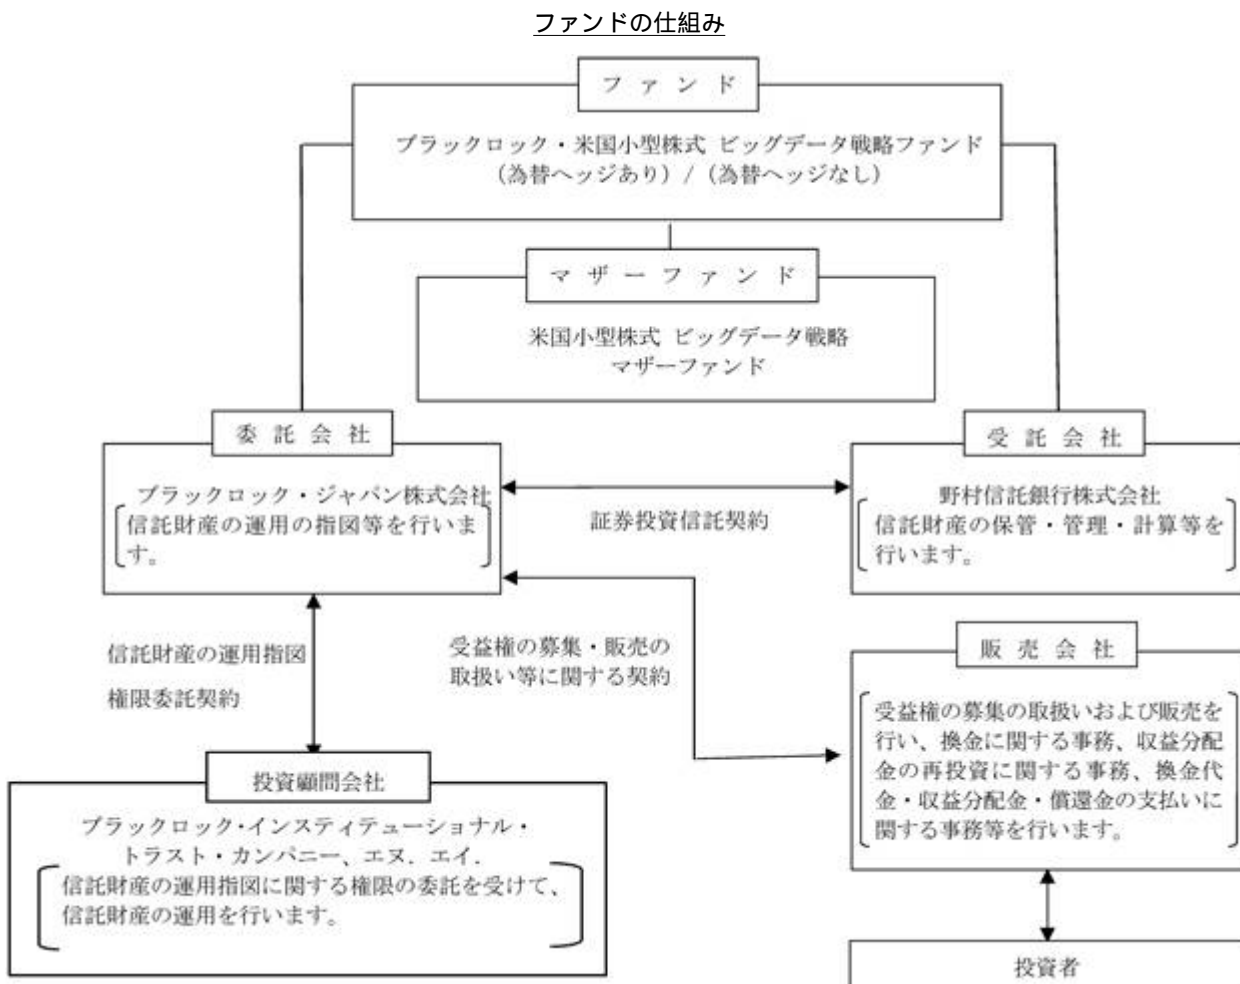 ファンドの仕組み
ファンド
ブラックロック・米国小型株式 ビッグデータ戦略ファンド
（為替ヘッジあり）/（為替ヘッジなし）
マザーファンド
米国小型株式 ビッグデータ戦略
マザーファンド
委託会社
ブラックロック・ジャパン株式会社
信託財産の運用の指図等を行いま
す。
証券投資信託契約
受託会社
野村信託銀行株式会社
信託財産の保管・管理・計算等を
行います。
信託財産の運用指図
権限委託契約
受益権の募集・販売の
取扱い等に関する契約
販売会社
受益権の募集の取扱いおよび販売を
行い、換金に関する事務、収益分配
金の再投資に関する事務、換金代
金・収益分配金・償還金の支払いに
関する事務等を行います。
投資顧問会社
ブラックロック・インスティテューショナル・
トラスト・カンパニー、エヌ．エイ．
信託財産の運用指図に関する権限の委託を受けて、
信託財産の運用を行います。
投資者